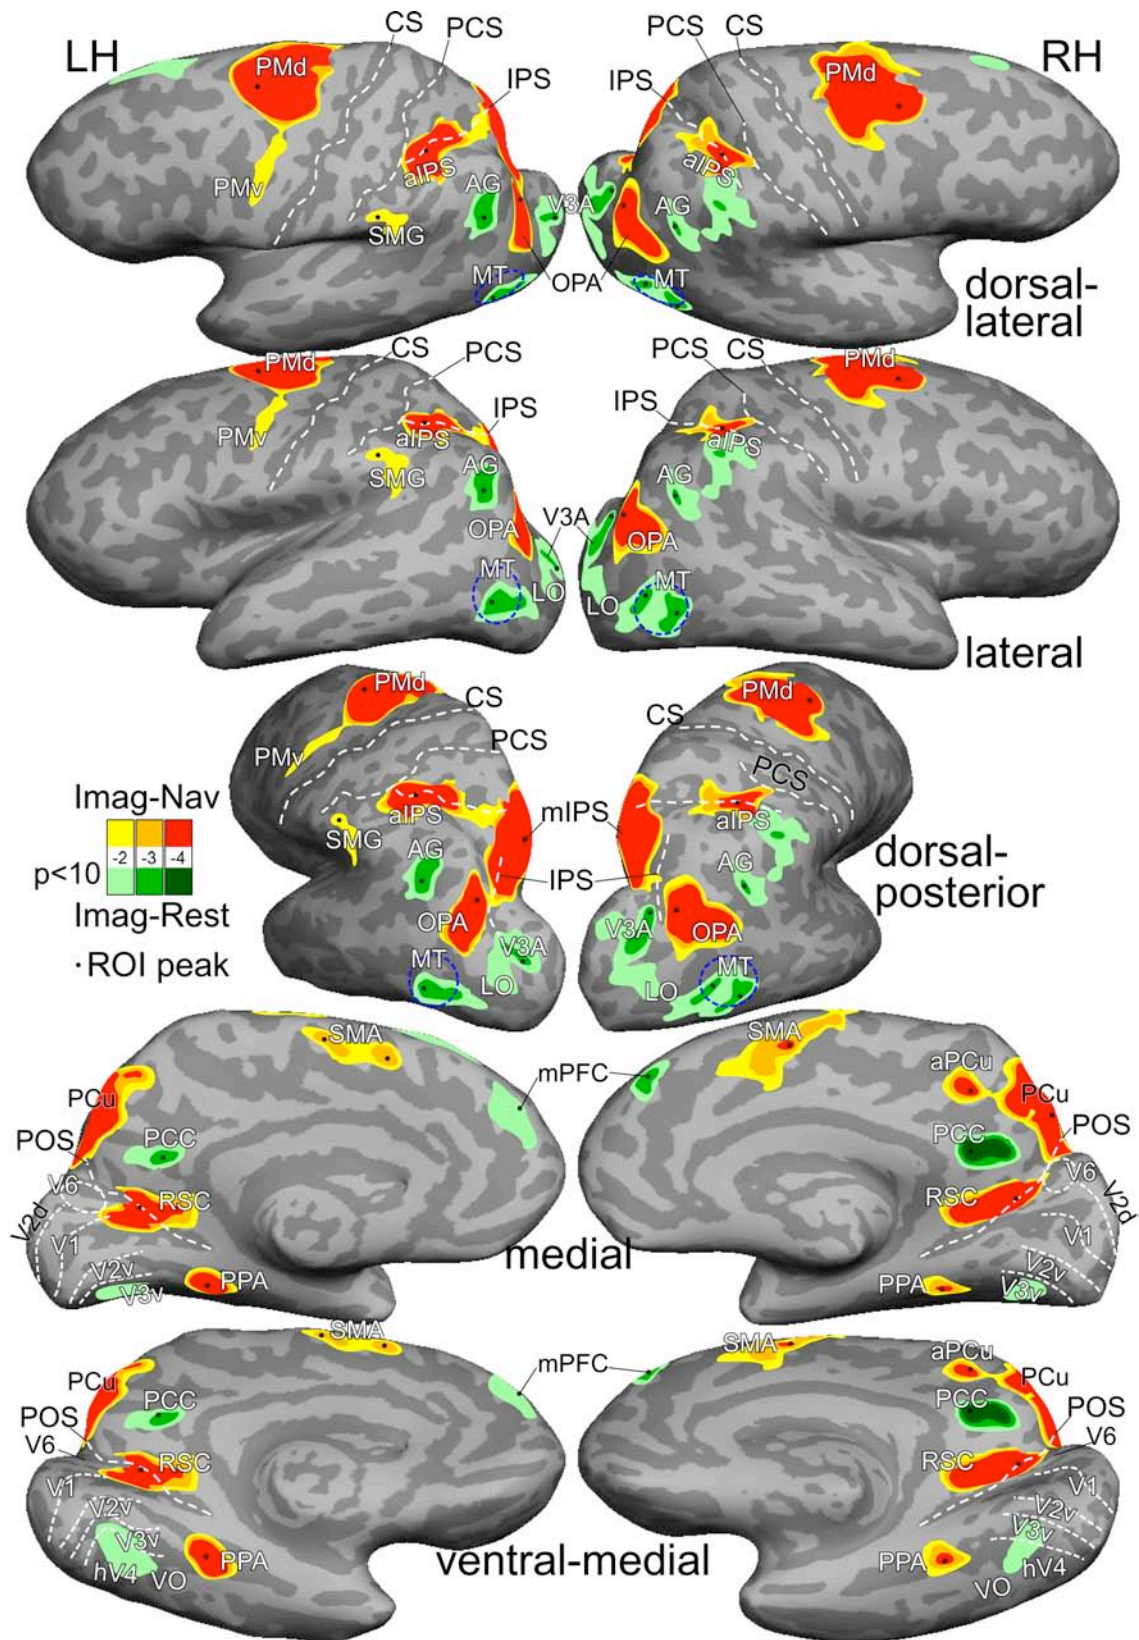 LH
CS
PCS
IPS
PMd
PMv
aIPS
SMG
AG
V3A
MT
OPA
PCS
CS
RH
IPS
PMd
aIPS
AG
MT
dorsal-
lateral
CS
PCS
IPS
PMd
PMv
aIPS
SMG
AG
OPA
V3A
MT
LO
PCS
CS
PMd
IPS
aIPS
AG
OPA
MT
LO
lateral
PMd
CS
PCS
PMv
aIPS
SMG
AG
OPA
MT
LO
V3A
mIPS
IPS
PMd
CS
PCS
aIPS
AG
OPA
V3A
MT
LO
dorsal-
posterior
Imag-Nav
-2 -3 -4
p<10
Imag-Rest
·ROI peak
SMA
mPFC
PCu
POS
PCC
V6
RSC
V2d
V1
V2v
V3v
PPA
medial
SMA
aPCu
PCu
POS
PCC
V6
RSC
V2d
V1
V2v
PPA
V3v
SMA
mPFC
PCu
POS
PCC
V6
RSC
V1
V2v
V3v
hV4
VO
PPA
ventral-medial
SMA
aPCu
PCu
PCC
POS
V6
RSC
V1
V2v
V3v
PPA
hV4
VO